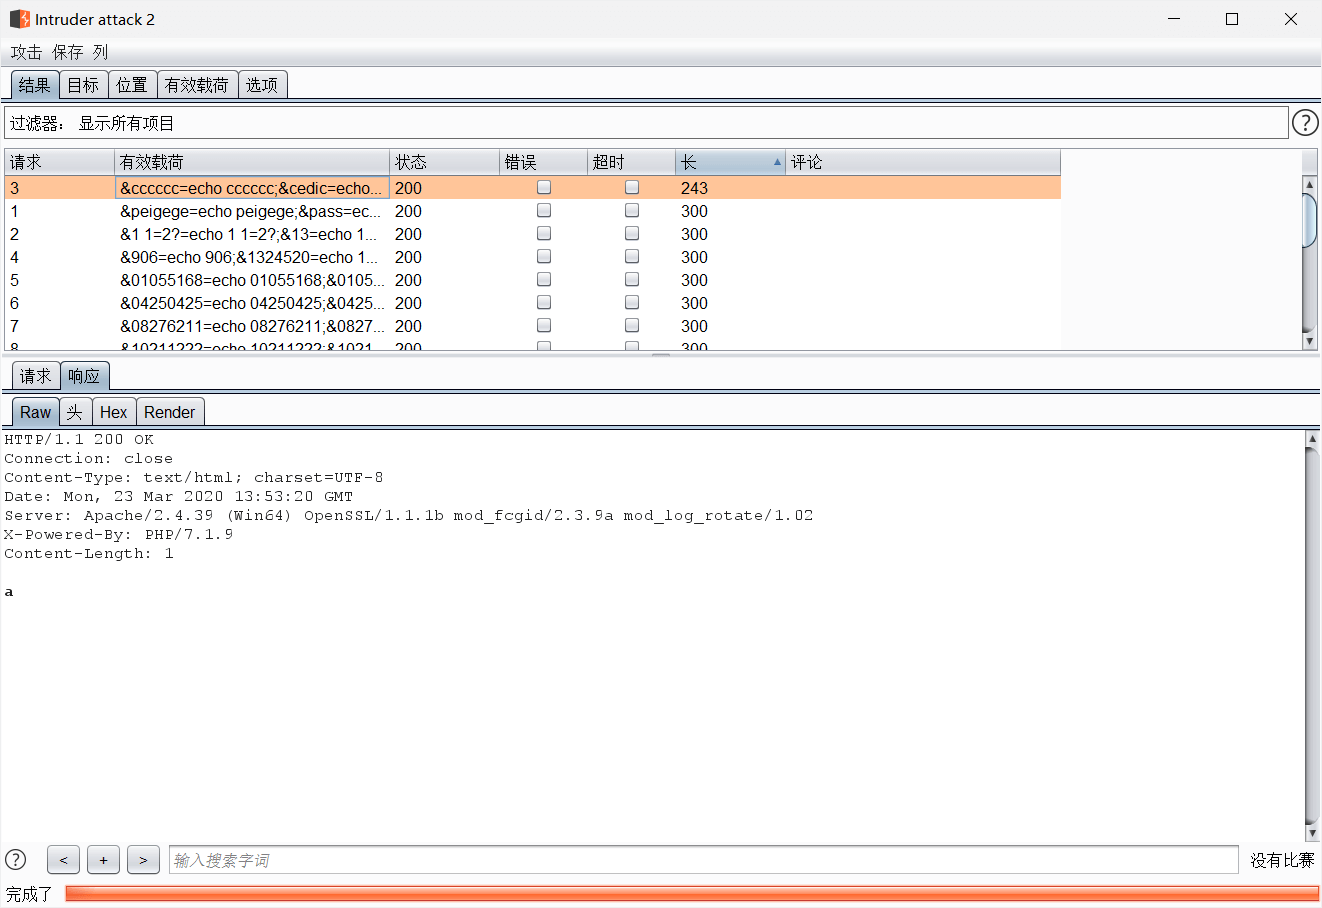 Intruder attack 2
攻击 保存 列
结果 目标 位置 有效载荷 选项
过滤器： 显示所有项目 ?
请求 有效载荷 状态 错误 超时 长 评论
3 &cccccc=echo cccccc;&cedic=echo... 200 243
1 &peigege=echo peigege;&pass=ec... 200 300
2 &1 1=2?=echo 1 1=2?;&13=echo 1... 200 300
4 &906=echo 906;&1324520=echo 1... 200 300
5 &01055168=echo 01055168;&0105... 200 300
6 &04250425=echo 04250425;&0425... 200 300
7 &08276211=echo 08276211;&0827... 200 300
8 &10211222=echo 10211222;&1021... 200 300
请求 响应
Raw 头 Hex Render
HTTP/1.1 200 OK
Connection: close
Content-Type: text/html; charset=UTF-8
Date: Mon, 23 Mar 2020 13:53:20 GMT
Server: Apache/2.4.39 (Win64) OpenSSL/1.1.1b mod_fcgid/2.3.9a mod_log_rotate/1.02
X-Powered-By: PHP/7.1.9
Content-Length: 1
a
? < + > 输入搜索字词 没有比赛
完成了